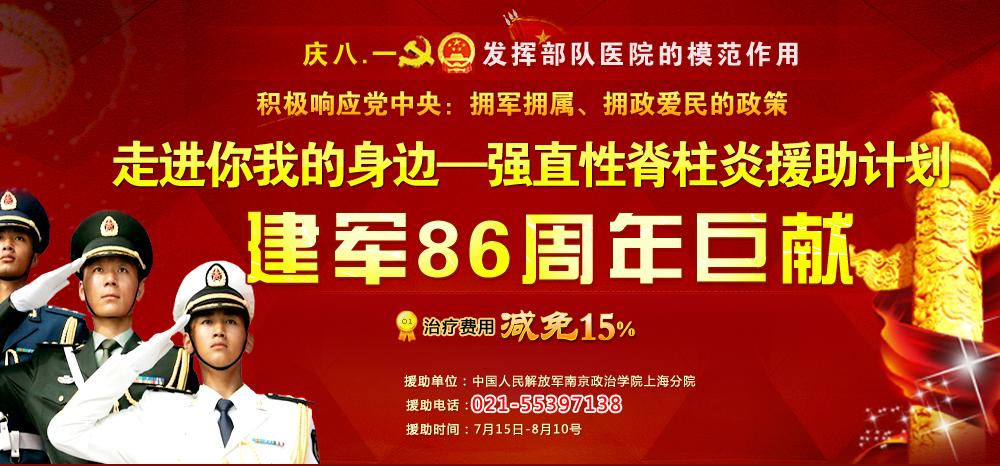 庆八.一 发挥部队医院的模范作用
积极响应党中央：拥军拥属、拥政爱民的政策
走进你我的身边—强直性脊柱炎援助计划
建军86周年巨献
01 治疗费用 减免15%
援助单位：中国人民解放军南京政治学院上海分院
援助电话：021-55397138
援助时间：7月15日-8月10号